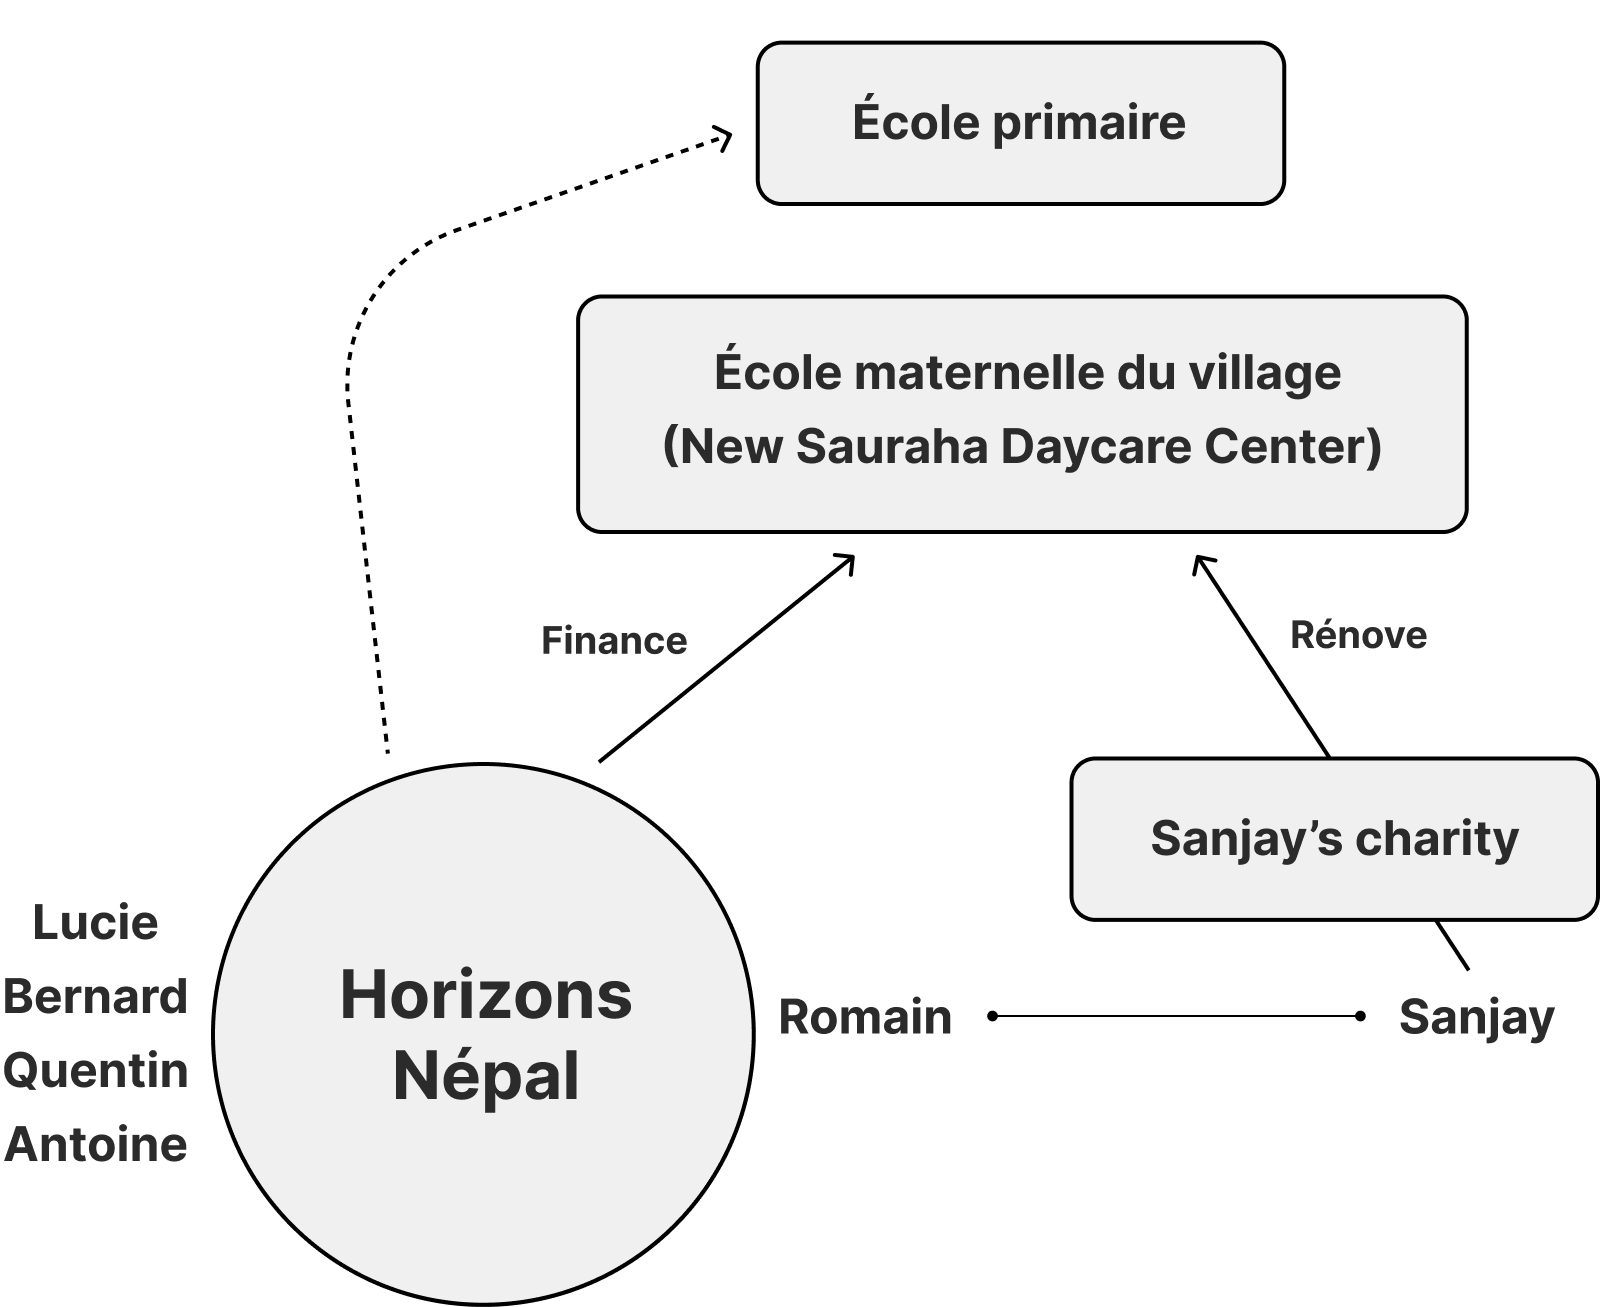 École primaire
École maternelle du village
(New Sauraha Daycare Center)
Finance
Rénove
Sanjay’s charity
Lucie
Bernard
Quentin
Antoine
Horizons
Népal
Romain
Sanjay